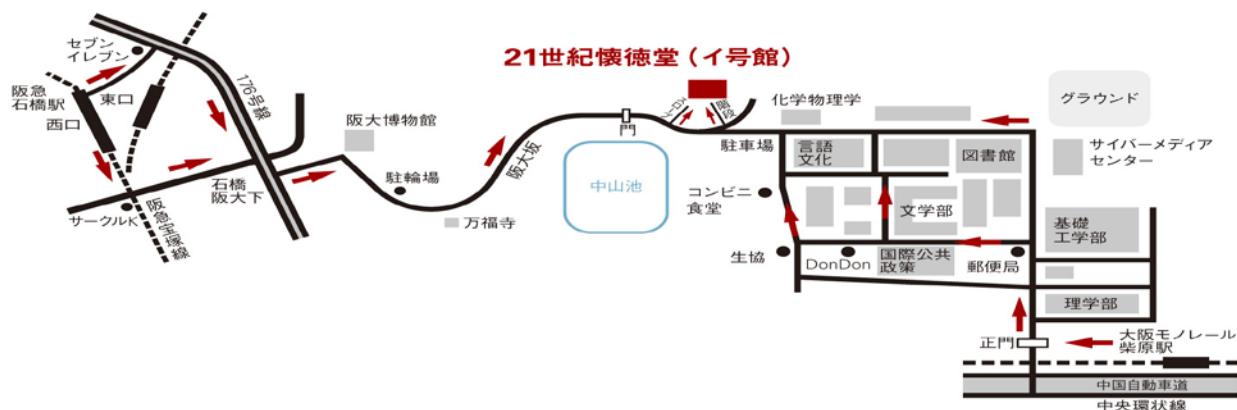 21世紀懐徳堂(イ号館)
セブン
イレブン
阪急
石橋駅
東口
西口
176号線
阪大博物館
門
スロープ
階段
化学物理学
グラウンド
駐車場
言語
文化
図書館
サイバーメディア
センター
石橋
阪大下
駐輪場
阪大坂
中山池
コンビニ
食堂
文学部
サークルK
阪急宝塚線
万福寺
基礎
工学部
生協
DonDon
国際公共
政策
郵便局
理学部
正門
大阪モノレール
柴原駅
中国自動車道
中央環状線